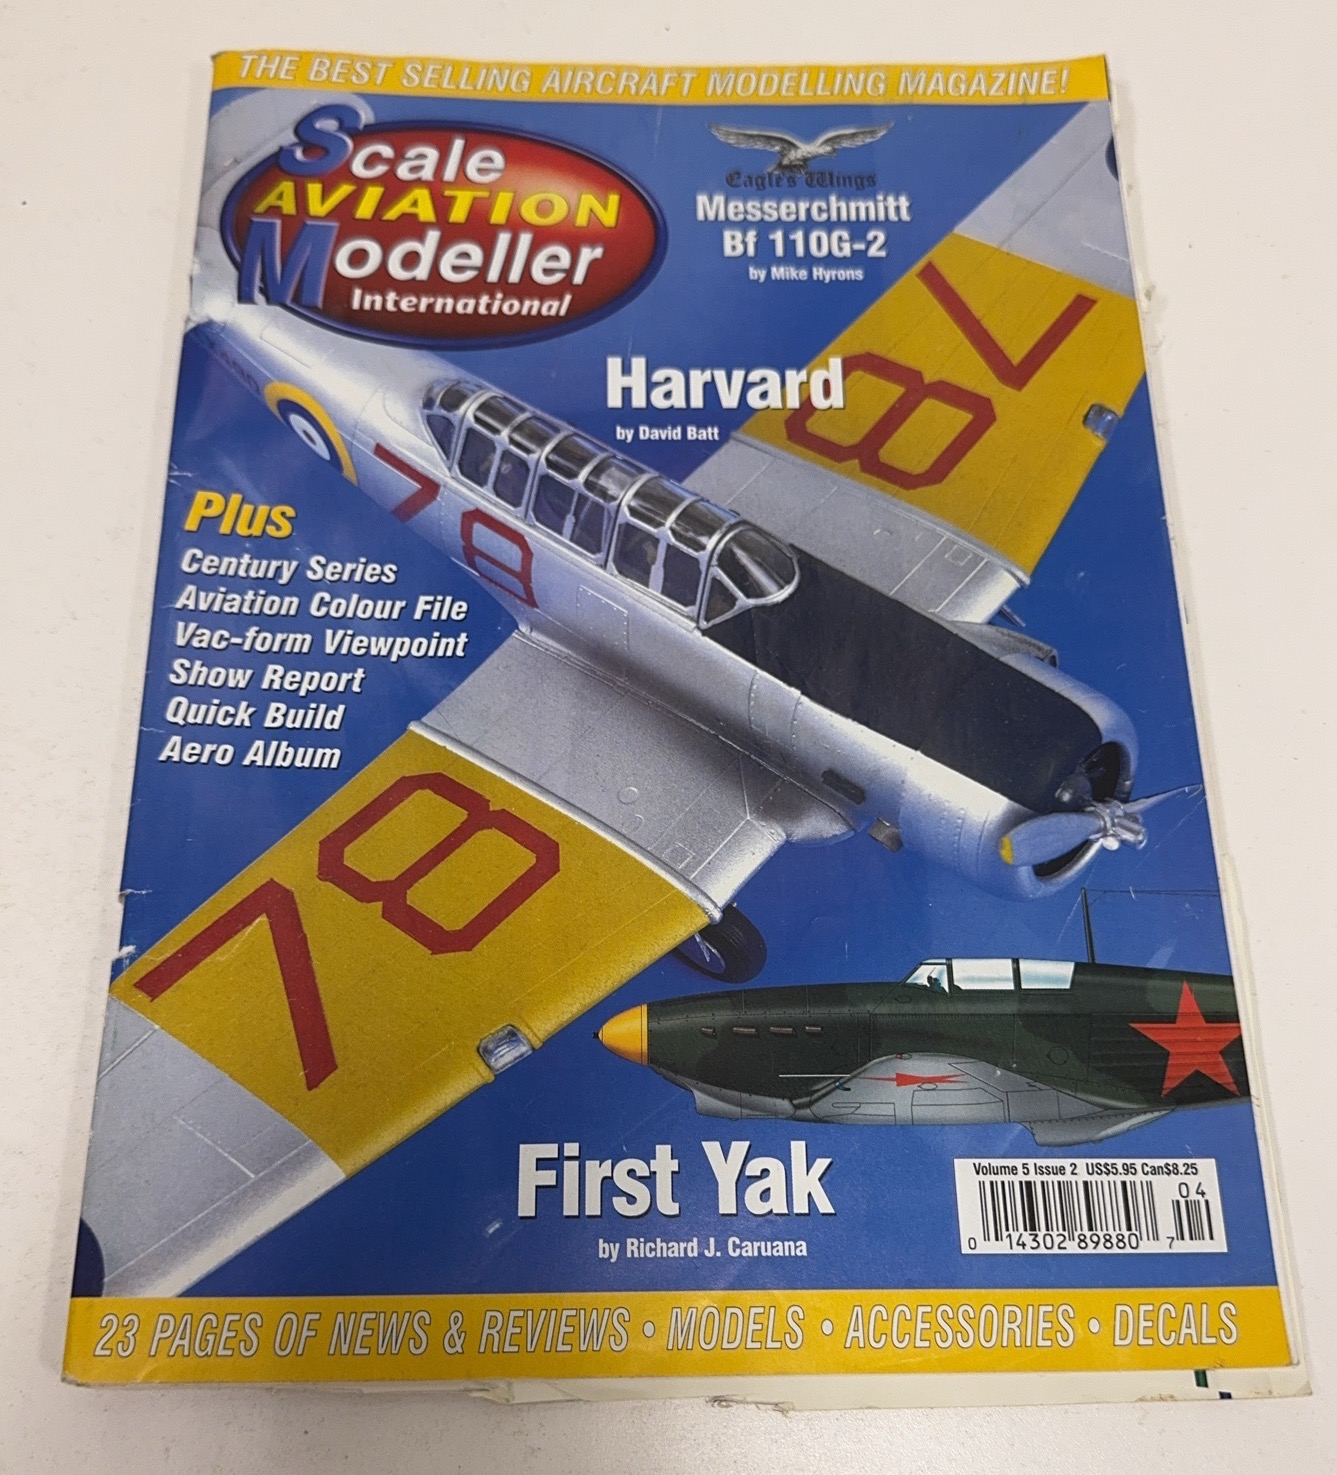 THE BEST SELLING AIRCRAFT MODELLING MAGAZINE!
Scale
AVIATION
Modeller
International
Eagle's Wings
Messerchmitt
Bf 110G-2
by Mike Hyrons
Harvard
by David Batt
78
78
78
Plus
Century Series
Aviation Colour File
Vac-form Viewpoint
Show Report
Quick Build
Aero Album
First Yak
by Richard J. Caruana
Volume 5 Issue 2 US$5.95 Can$8.25
04
0 14302 89880 7
23 PAGES OF NEWS & REVIEWS • MODELS • ACCESSORIES • DECALS